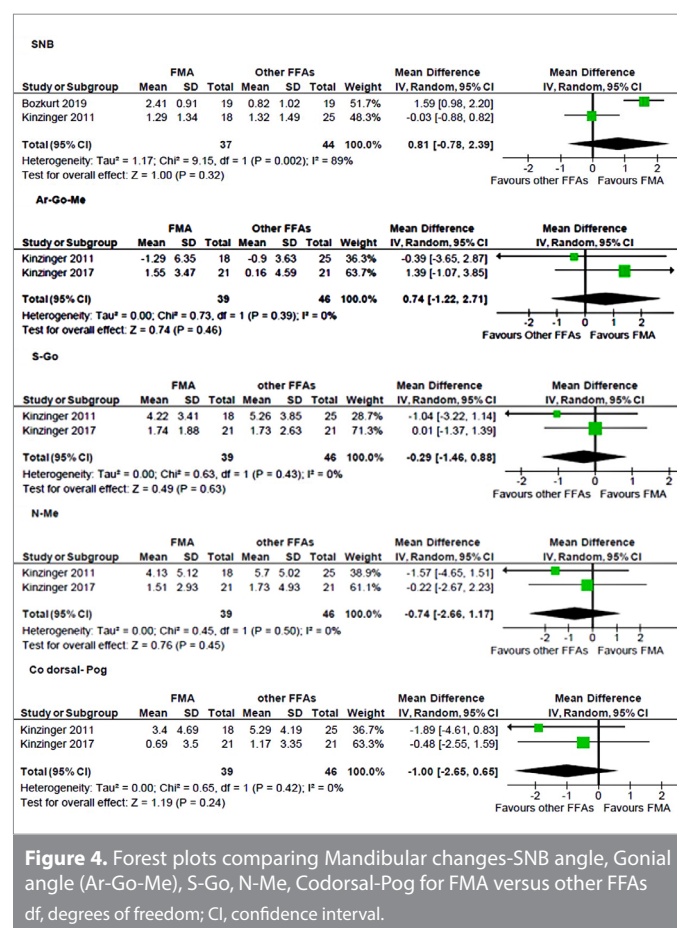 SNB
FMA Other FFAs Mean Difference Mean Difference
Study or Subgroup Mean SD Total Mean SD Total Weight IV, Random, 95% CI IV, Random, 95% CI
Bozkurt 2019 2.41 0.91 19 0.82 1.02 19 51.7% 1.59 [0.98, 2.20]
Kinzinger 2011 1.29 1.34 18 1.32 1.49 25 48.3% -0.03 [-0.88, 0.82]
Total (95% CI) 37 44 100.0% 0.81 [-0.78, 2.39]
Heterogeneity: Tau² = 1.17; Chi² = 9.15, df = 1 (P = 0.002); I² = 89%
Test for overall effect: Z = 1.00 (P = 0.32)
-2 -1 0 1 2
Favours other FFAs Favours FMA
Ar-Go-Me
FMA Other FFAs Mean Difference Mean Difference
Study or Subgroup Mean SD Total Mean SD Total Weight IV, Random, 95% CI IV, Random, 95% CI
Kinzinger 2011 -1.29 6.35 18 -0.9 3.63 25 36.3% -0.39 [-3.65, 2.87]
Kinzinger 2017 1.55 3.47 21 0.16 4.59 21 63.7% 1.39 [-1.07, 3.85]
Total (95% CI) 39 46 100.0% 0.74 [-1.22, 2.71]
Heterogeneity: Tau² = 0.00; Chi² = 0.73, df = 1 (P = 0.39); I² = 0%
Test for overall effect: Z = 0.74 (P = 0.46)
-2 -1 0 1 2
Favours Other FFAs Favours FMA
S-Go
FMA other FFAs Mean Difference Mean Difference
Study or Subgroup Mean SD Total Mean SD Total Weight IV, Random, 95% CI IV, Random, 95% CI
Kinzinger 2011 4.22 3.41 18 5.26 3.85 25 28.7% -1.04 [-3.22, 1.14]
Kinzinger 2017 1.74 1.88 21 1.73 2.63 21 71.3% 0.01 [-1.37, 1.39]
Total (95% CI) 39 46 100.0% -0.29 [-1.46, 0.88]
Heterogeneity: Tau² = 0.00; Chi² = 0.63, df = 1 (P = 0.43); I² = 0%
Test for overall effect: Z = 0.49 (P = 0.63)
-2 -1 0 1 2
Favours other FFAs Favours FMA
N-Me
FMA other FFAs Mean Difference Mean Difference
Study or Subgroup Mean SD Total Mean SD Total Weight IV, Random, 95% CI IV, Random, 95% CI
Kinzinger 2011 4.13 5.12 18 5.7 5.02 25 38.9% -1.57 [-4.65, 1.51]
Kinzinger 2017 1.51 2.93 21 1.73 4.93 21 61.1% -0.22 [-2.67, 2.23]
Total (95% CI) 39 46 100.0% -0.74 [-2.66, 1.17]
Heterogeneity: Tau² = 0.00; Chi² = 0.45, df = 1 (P = 0.50); I² = 0%
Test for overall effect: Z = 0.76 (P = 0.45)
-2 -1 0 1 2
Favours other FFAs Favours FMA
Co dorsal- Pog
FMA other FFAs Mean Difference Mean Difference
Study or Subgroup Mean SD Total Mean SD Total Weight IV, Random, 95% CI IV, Random, 95% CI
Kinzinger 2011 3.4 4.69 18 5.29 4.19 25 36.7% -1.89 [-4.61, 0.83]
Kinzinger 2017 0.69 3.5 21 1.17 3.35 21 63.3% -0.48 [-2.55, 1.59]
Total (95% CI) 39 46 100.0% -1.00 [-2.65, 0.65]
Heterogeneity: Tau² = 0.00; Chi² = 0.65, df = 1 (P = 0.42); I² = 0%
Test for overall effect: Z = 1.19 (P = 0.24)
-2 -1 0 1 2
Favours other FFAs Favours FMA
Figure 4. Forest plots comparing Mandibular changes-SNB angle, Gonial
angle (Ar-Go-Me), S-Go, N-Me, Codorsal-Pog for FMA versus other FFAs
df, degrees of freedom; CI, confidence interval.